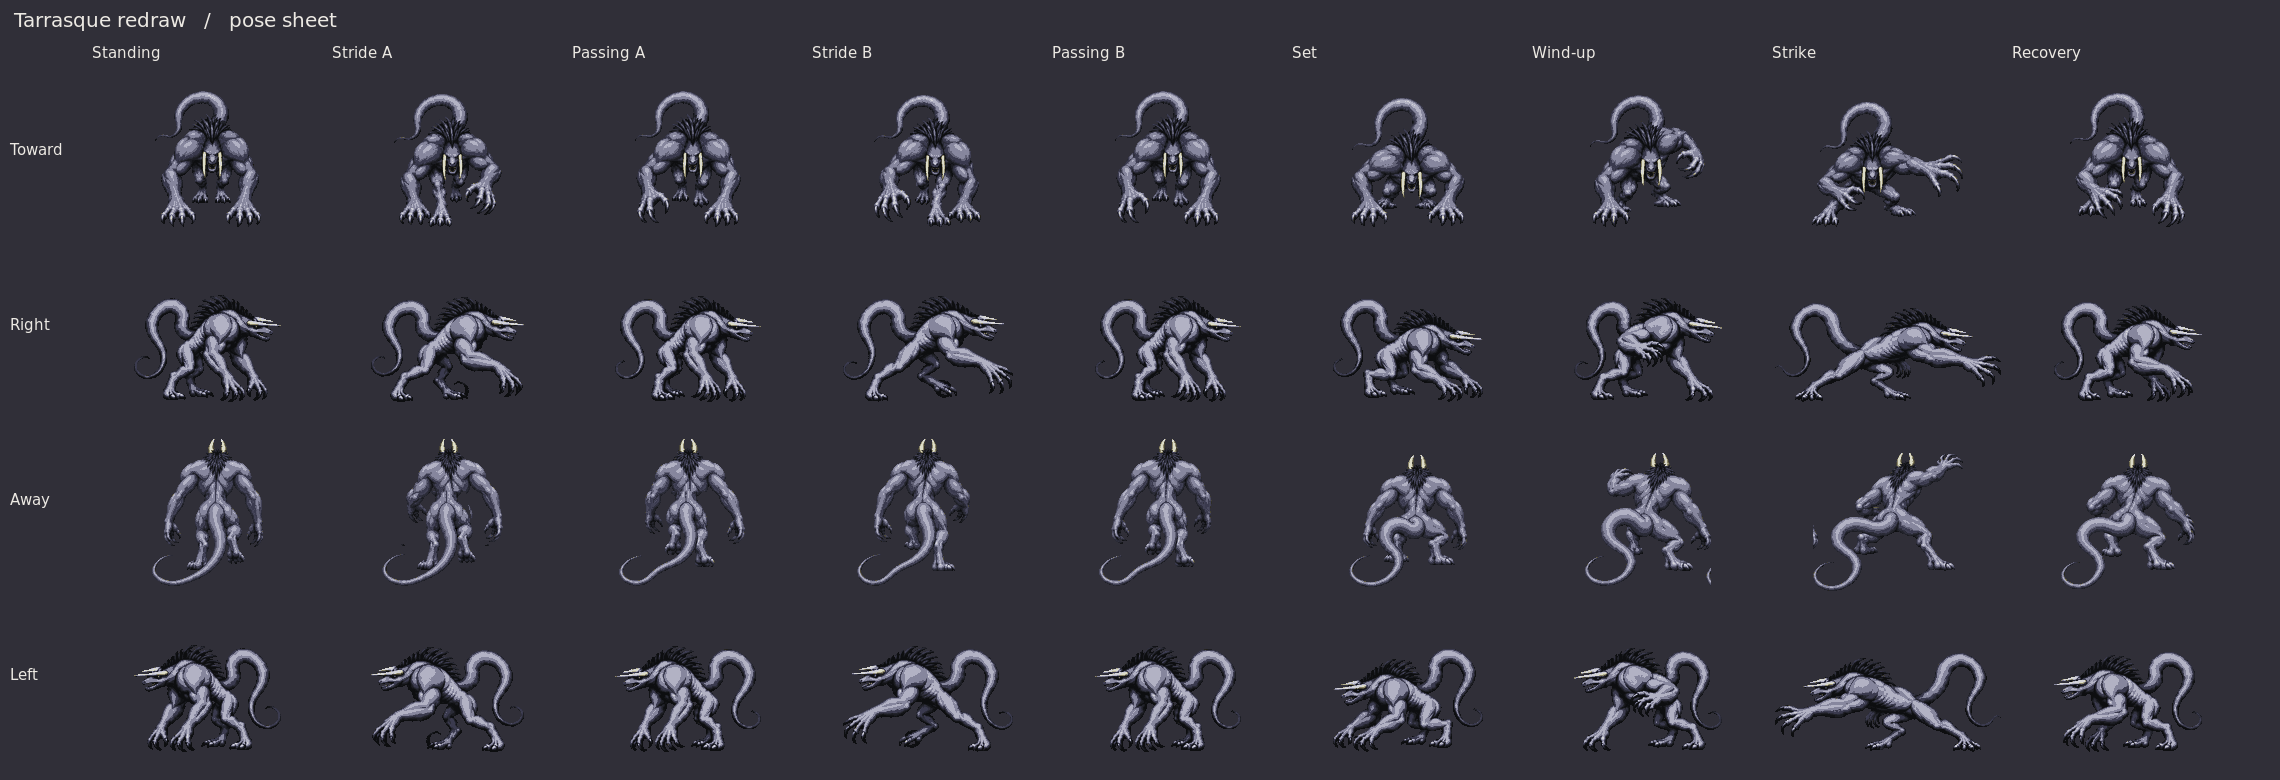 Tarrasque redraw / pose sheet
Standing Stride A Passing A Stride B Passing B Set Wind-up Strike Recovery
Toward
Right
Away
Left